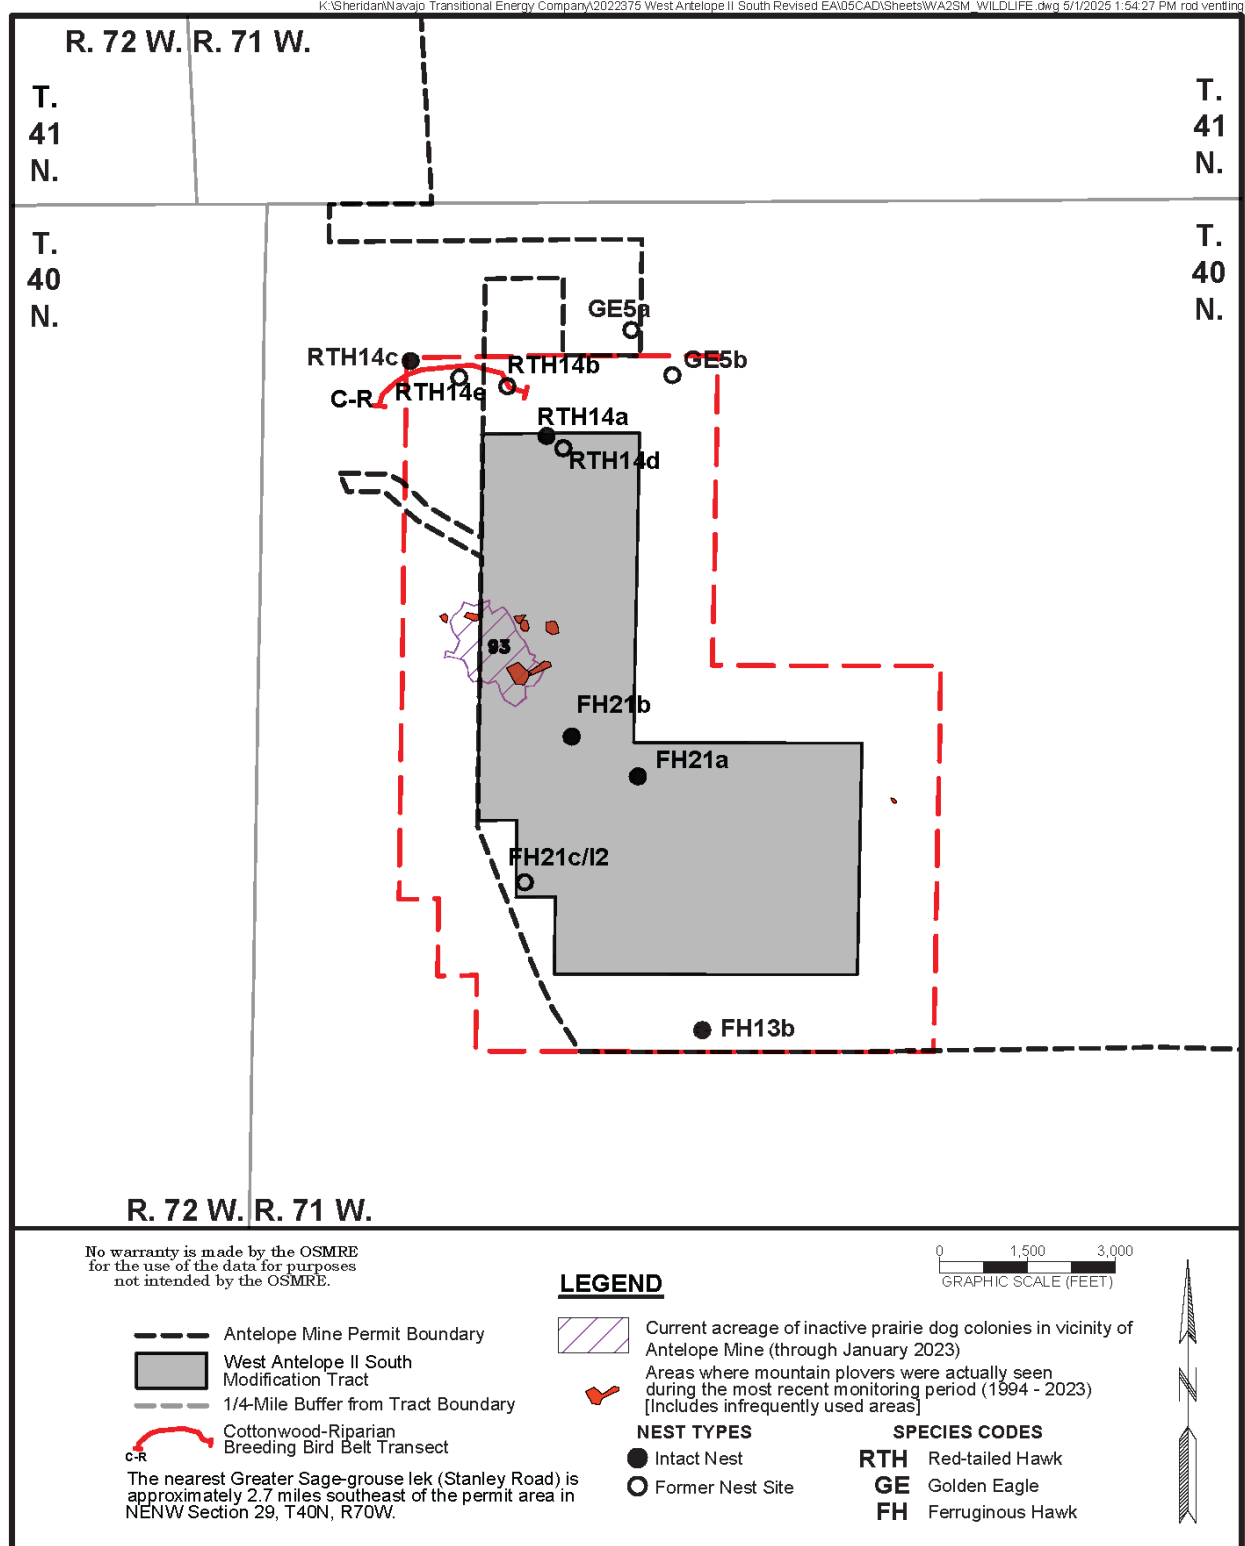 K:\Sheridan\Navajo Transitional Energy Company\2022375 West Antelope II South Revised EA\05CAD\Sheets\WA2SM_WILDLIFE.dwg 5/1/2025 1:54:27 PM rod ventling
R. 72 W. R. 71 W.
T.
41
N.
T.
41
N.
T.
40
N.
T.
40
N.
GE5a
RTH14c
RTH14b
GE5b
RTH14e
C-R
RTH14a
RTH14d
93
FH21b
FH21a
FH21c/I2
FH13b
R. 72 W. R. 71 W.
No warranty is made by the OSMRE
for the use of the data for purposes
not intended by the OSMRE.
0 1,500 3,000
GRAPHIC SCALE (FEET)
LEGEND
Antelope Mine Permit Boundary
West Antelope II South
Modification Tract
1/4-Mile Buffer from Tract Boundary
Cottonwood-Riparian
Breeding Bird Belt Transect
C-R
The nearest Greater Sage-grouse lek (Stanley Road) is
approximately 2.7 miles southeast of the permit area in
NENW Section 29, T40N, R70W.
Current acreage of inactive prairie dog colonies in vicinity of
Antelope Mine (through January 2023)
Areas where mountain plovers were actually seen
during the most recent monitoring period (1994 - 2023)
[Includes infrequently used areas]
NEST TYPES
Intact Nest
Former Nest Site
SPECIES CODES
RTH Red-tailed Hawk
GE Golden Eagle
FH Ferruginous Hawk
N